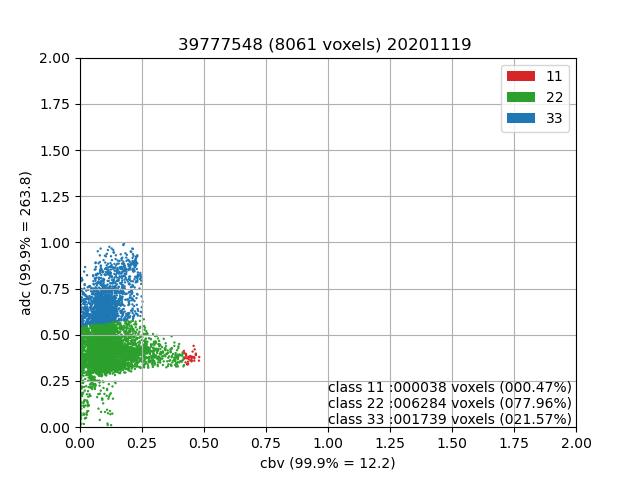 39777548 (8061 voxels) 20201119
2.00
1.75
1.50
1.25
1.00
0.75
0.50
0.25
0.00
adc (99.9% = 263.8)
11
22
33
class 11 :000038 voxels (000.47%)
class 22 :006284 voxels (077.96%)
class 33 :001739 voxels (021.57%)
0.00 0.25 0.50 0.75 1.00 1.25 1.50 1.75 2.00
cbv (99.9% = 12.2)